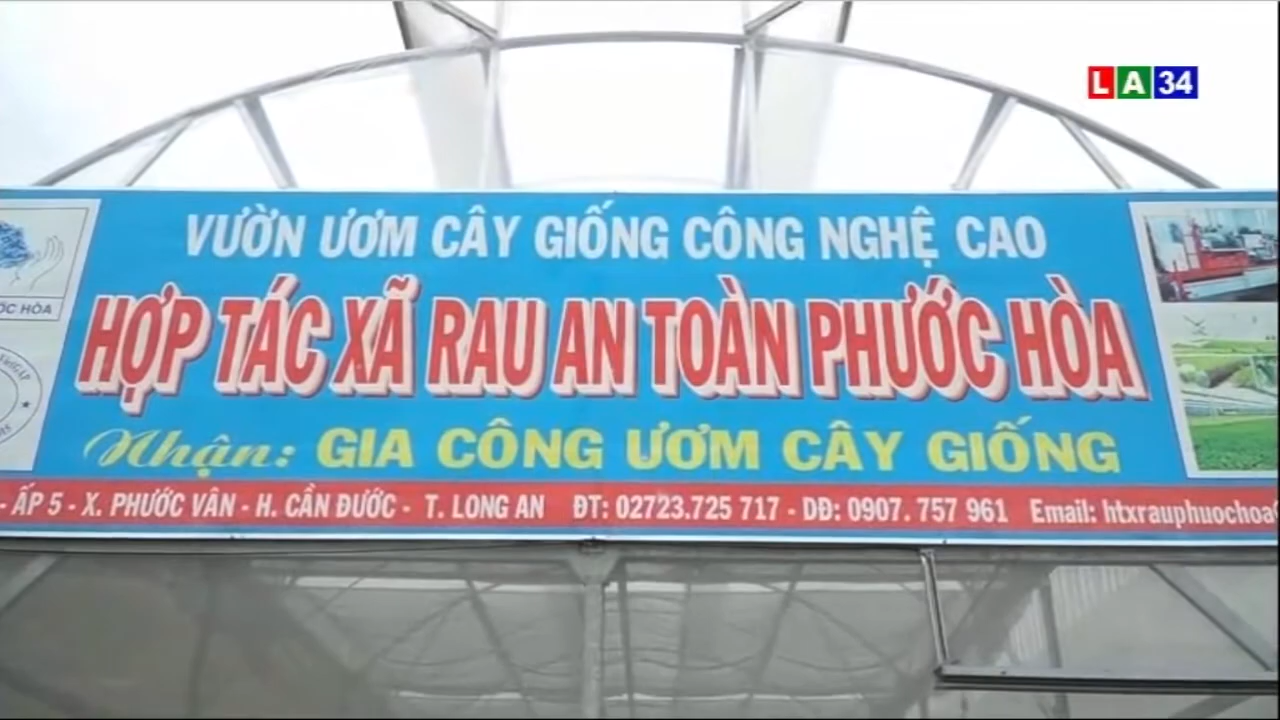 LA34
VƯỜN ƯƠM CÂY GIỐNG CÔNG NGHỆ CAO
HỢP TÁC XÃ RAU AN TOÀN PHƯỚC HÒA
Nhận: GIA CÔNG ƯƠM CÂY GIỐNG
- ẤP 5 - X. PHƯỚC VÂN - H. CẦN ĐƯỚC - T. LONG AN ĐT: 02723.725 717 - DĐ: 0907. 757 961 Email: htxrauphuochoa
HÒA